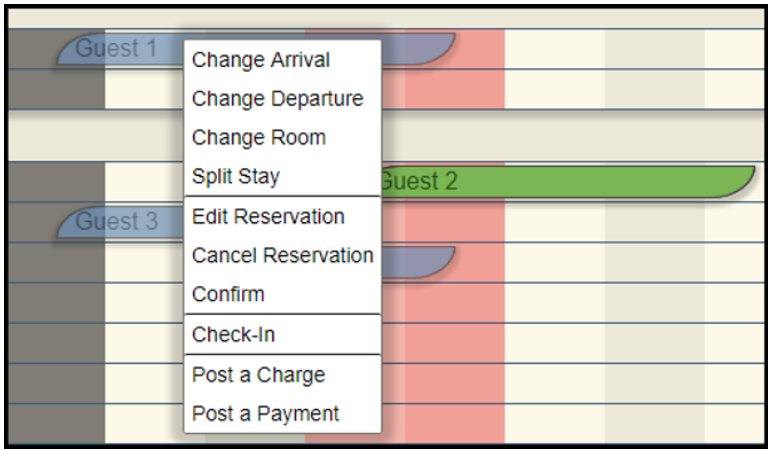 Guest 1
Change Arrival
Change Departure
Change Room
Split Stay
Guest 2
Edit Reservation
Guest 3
Cancel Reservation
Confirm
Check-In
Post a Charge
Post a Payment